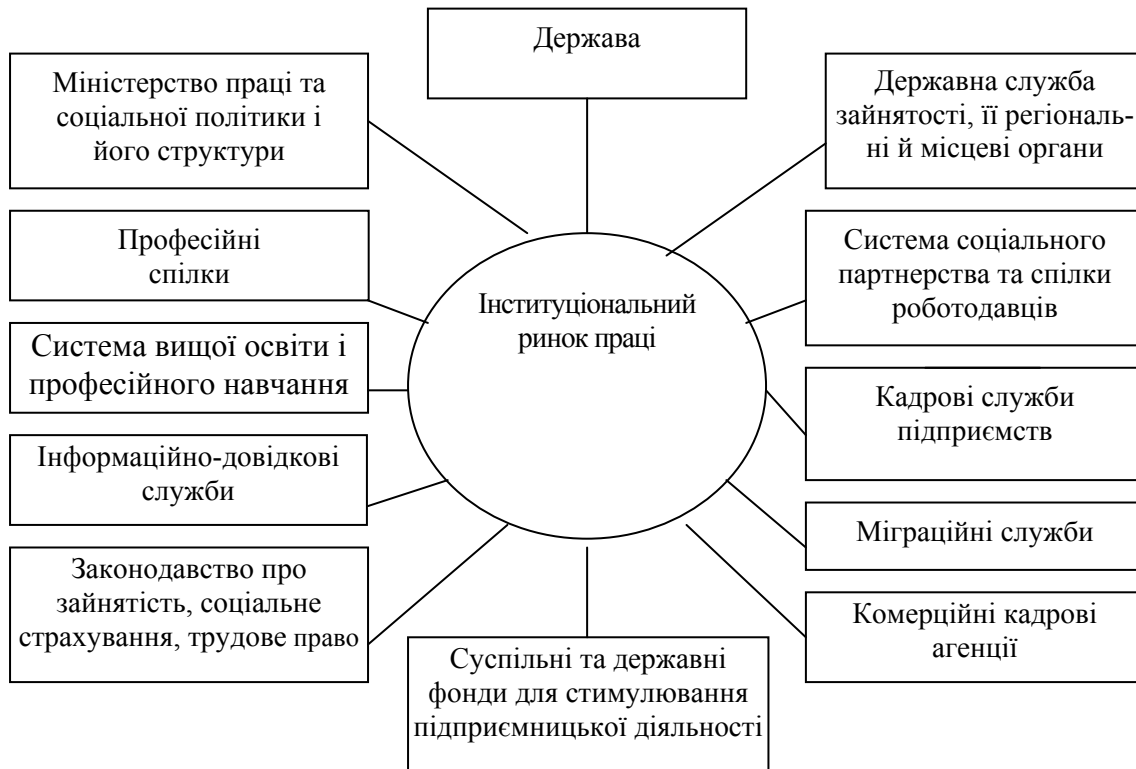 Держава
Міністерство праці та
соціальної політики і
його структури
Державна служба
зайнятості, її регіональ-
ні й місцеві органи
Професійні
спілки
Система соціального
партнерства та спілки
роботодавців
Інституціональний
ринок праці
Система вищої освіти і
професійного навчання
Кадрові служби
підприємств
Інформаційно-довідкові
служби
Міграційні служби
Законодавство про
зайнятість, соціальне
страхування, трудове право
Комерційні кадрові
агенції
Суспільні та державні
фонди для стимулювання
підприємницької діяльності